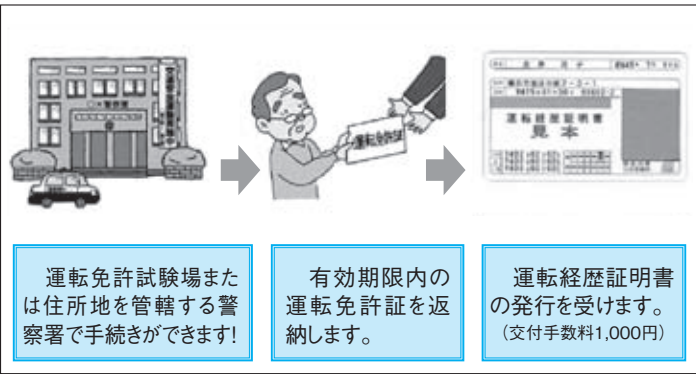 警察署
運転免許証
運転経歴証明書
見本
運転免許試験場また
は住所地を管轄する警
察署で手続きができます!
有効期限内の
運転免許証を返
納します。
運転経歴証明書
の発行を受けます。
（交付手数料1,000円）